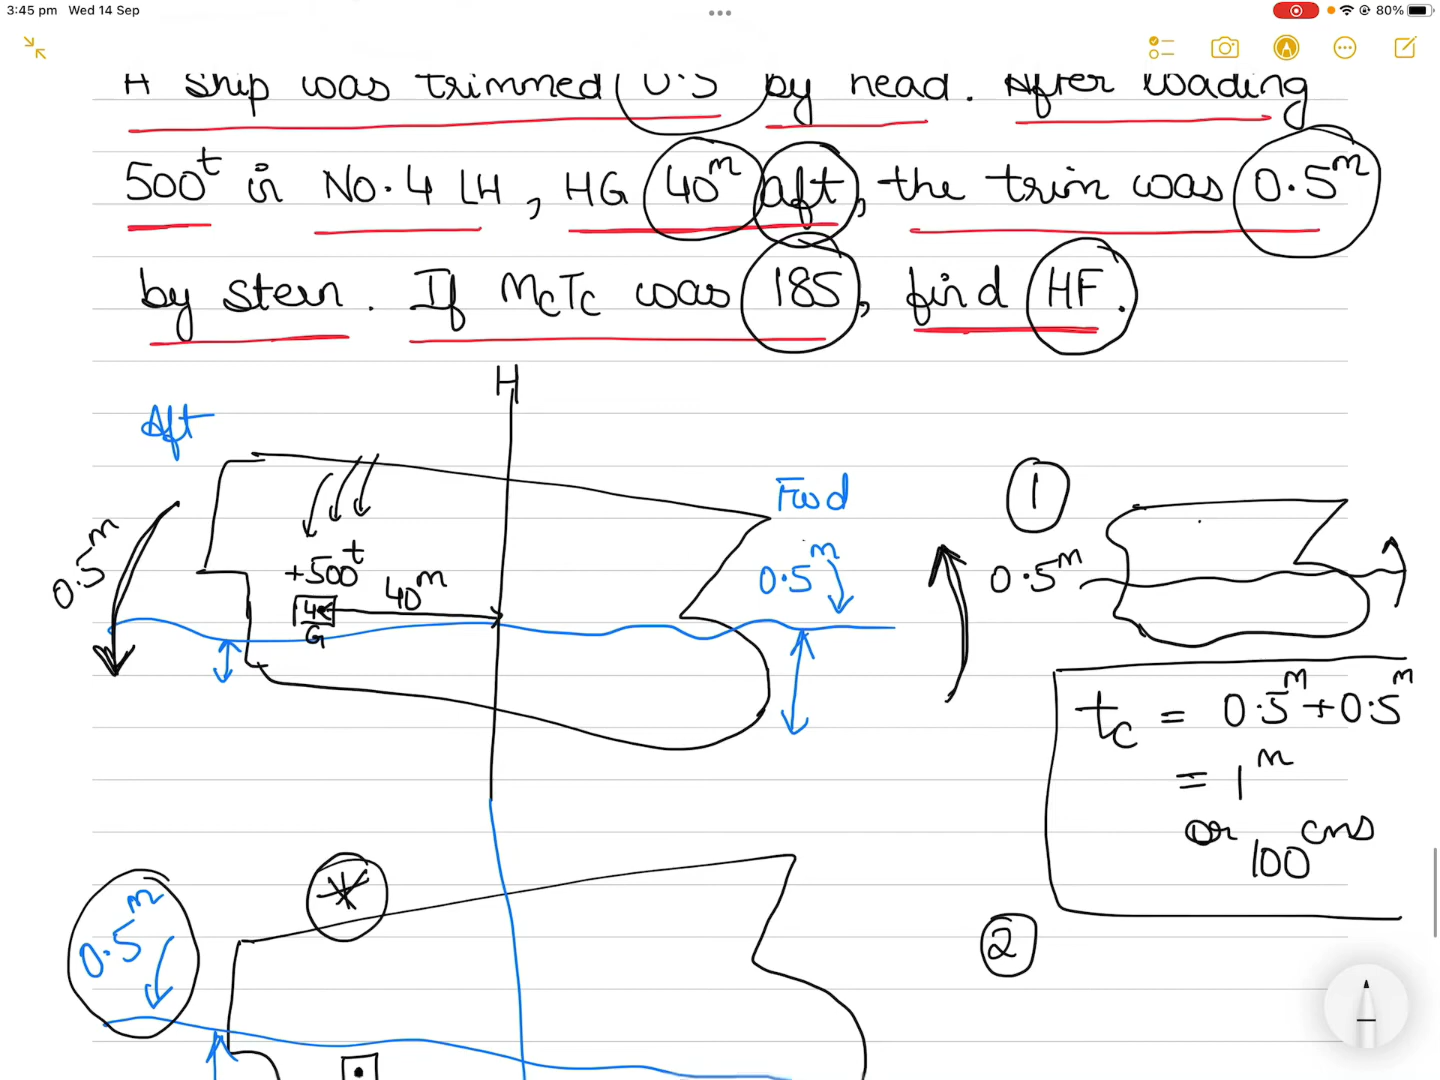 3:45 pm Wed 14 Sep
80%
A ship was trimmed 0.5 by head. After loading
500t in No.4 LH, HG 40m aft, the trim was 0.5m
by stern. If MCTC was 185, find HF.
H
Aft
Fwd
1
0.5m
+500t
40m
0.5m
0.5m
4
G
tc = 0.5m+0.5m
= 1m
or 100 cms
0.5m
2